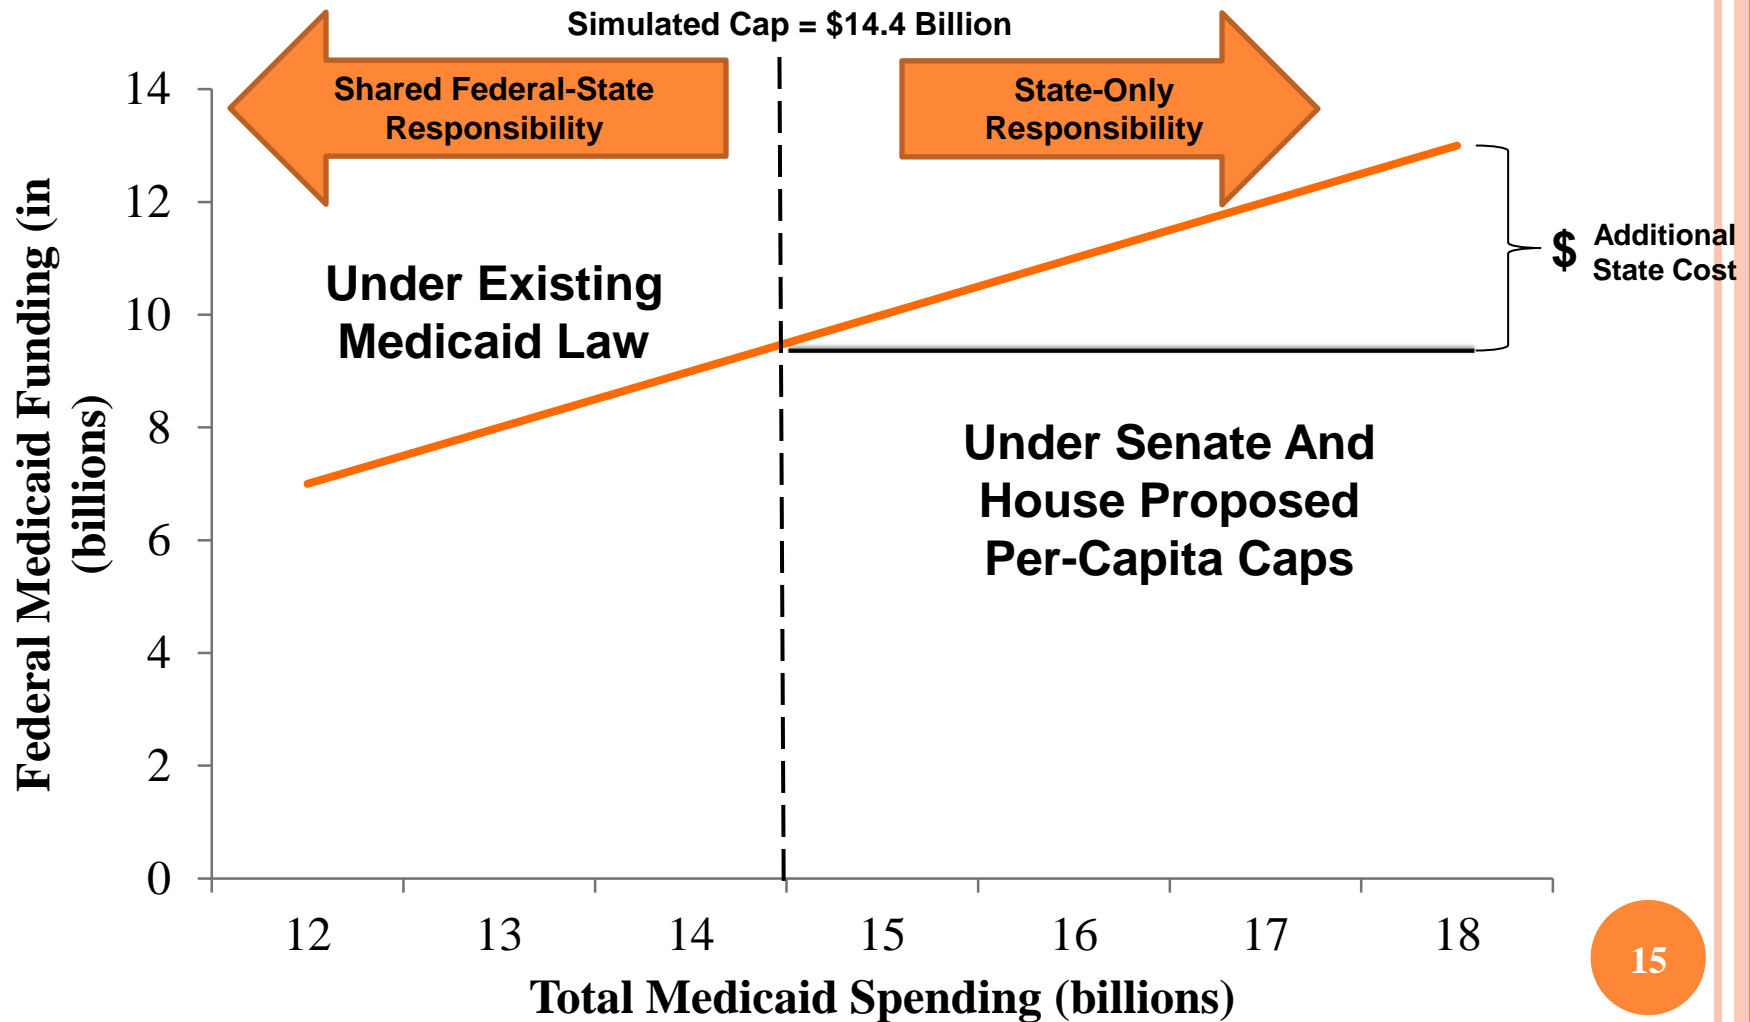 Simulated Cap = $14.4 Billion
Shared Federal-State
Responsibility
State-Only
Responsibility
Federal Medicaid Funding (in
(billions)
14
12
10
8
6
4
2
0
Under Existing
Medicaid Law
$
Additional
State Cost
Under Senate And
House Proposed
Per-Capita Caps
12 13 14 15 16 17 18
Total Medicaid Spending (billions)
15